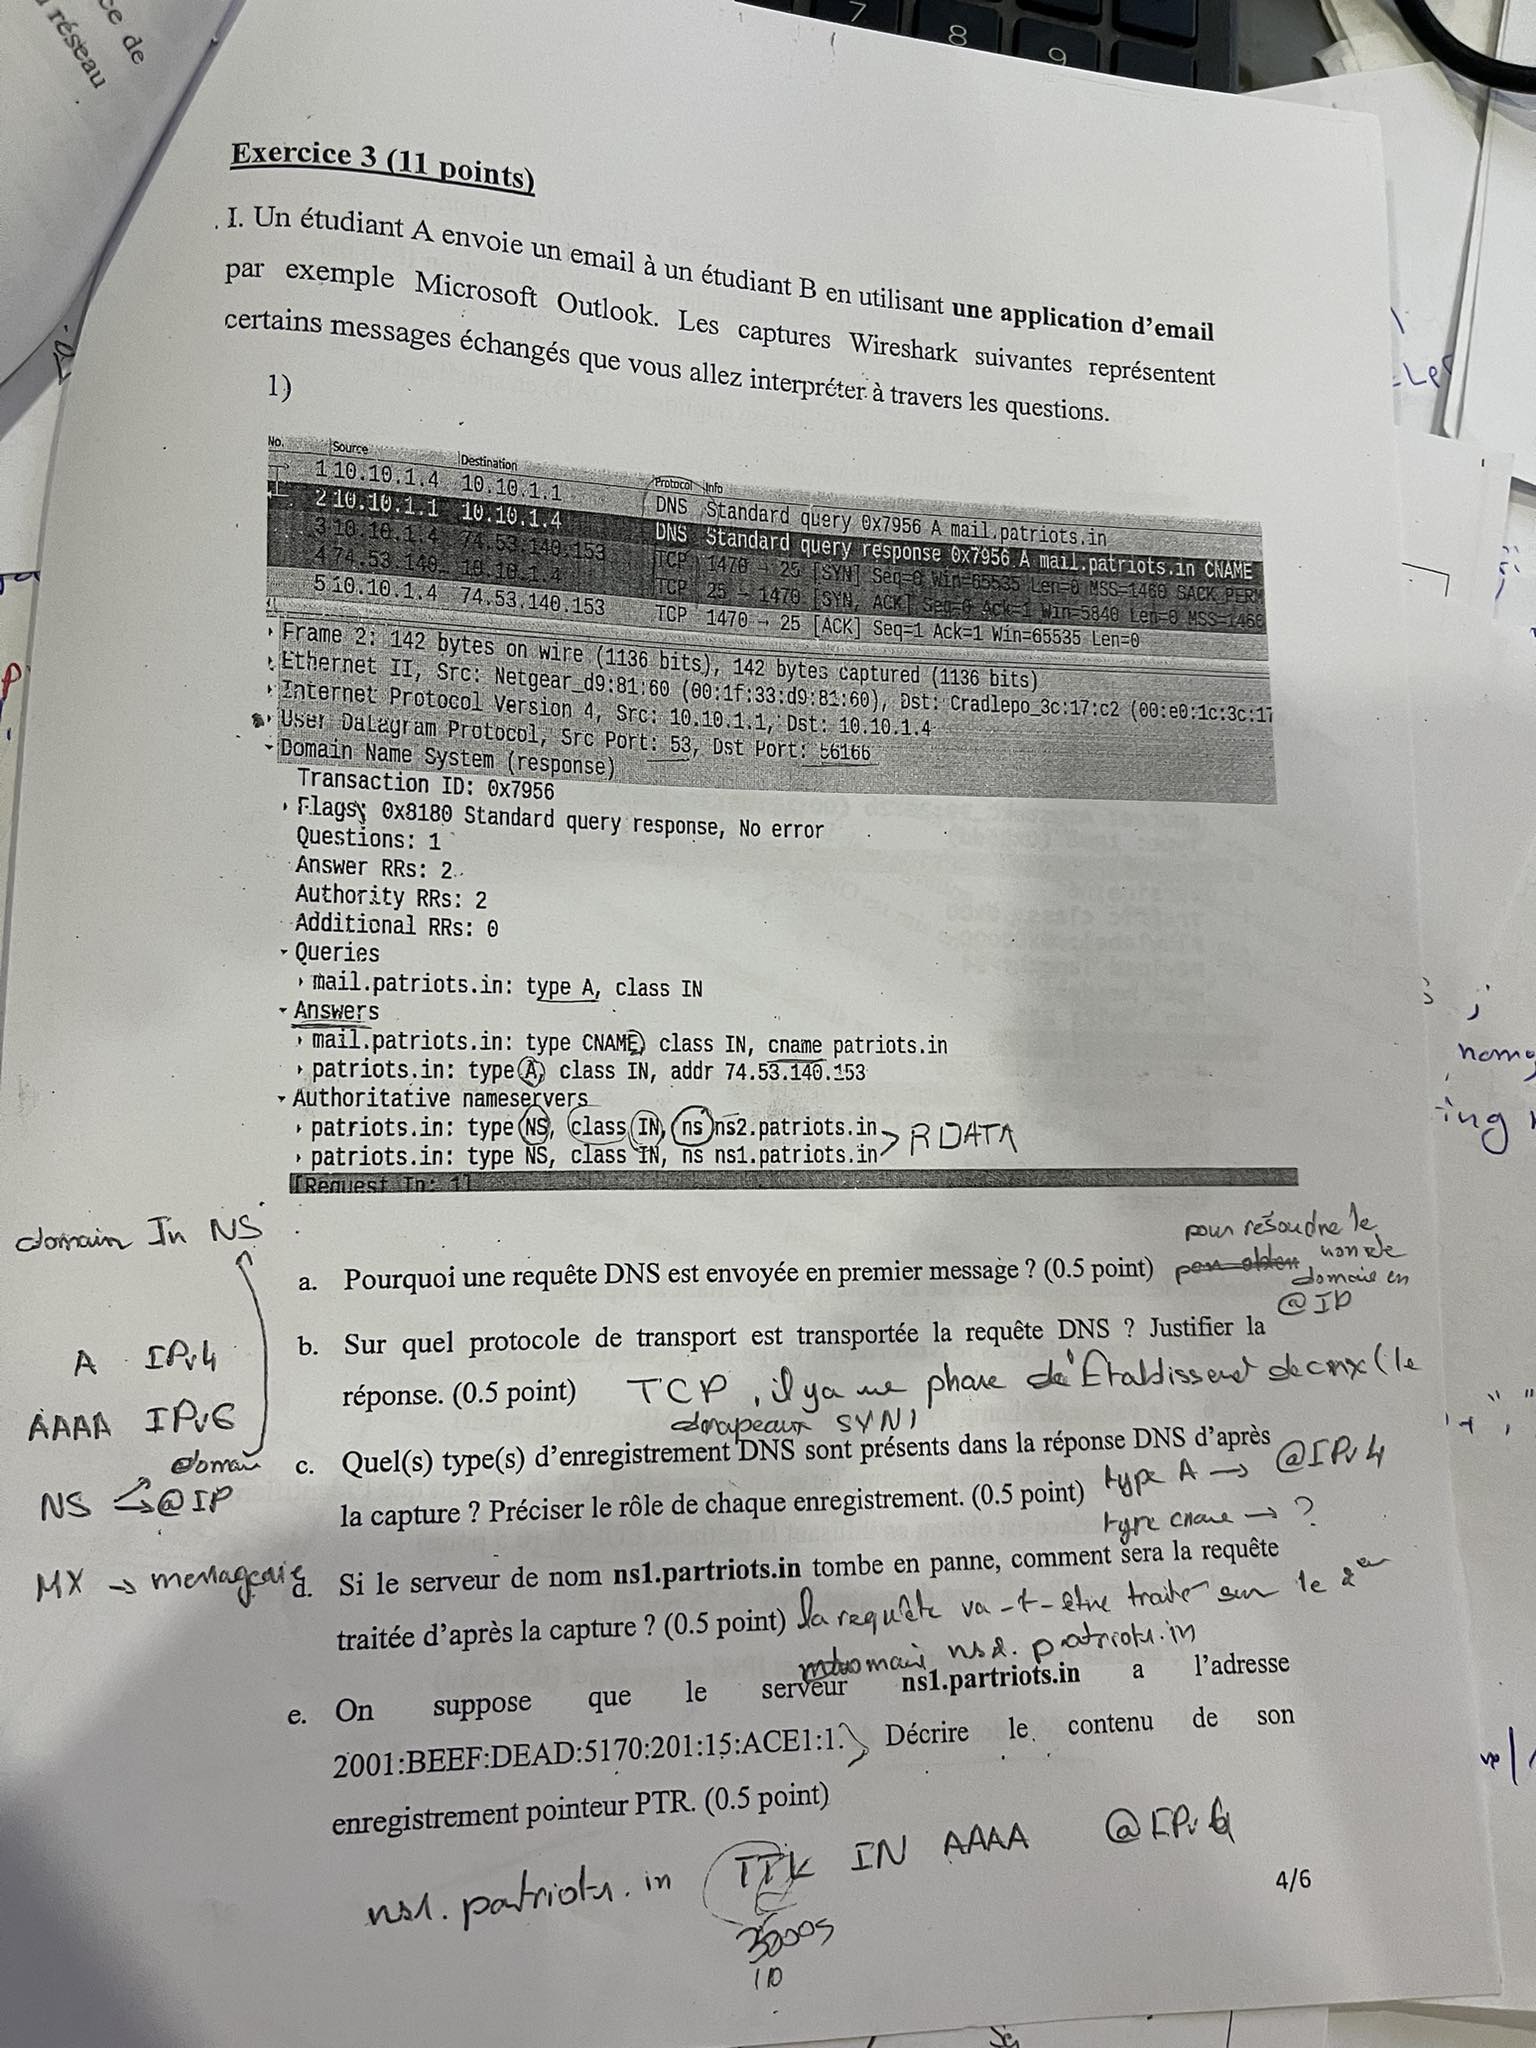 ce de
réseau
7
8
9
Exercice 3 (11 points)
I. Un étudiant A envoie un email à un étudiant B en utilisant une application d'email
par exemple Microsoft Outlook. Les captures Wireshark suivantes représentent
certains messages échangés que vous allez interpréter à travers les questions.
1)
No. Source Destination Protocol Info
1 10.10.1.4 10.10.1.1 DNS Standard query 0x7956 A mail.patriots.in
2 10.10.1.1 10.10.1.4 DNS Standard query response 0x7956 A mail.patriots.in CNAME
3 10.10.1.4 74.53.140.153 TCP 1470 → 25 [SYN] Seq=0 Win=65535 Len=0 MSS=1460 SACK_PERM
4 74.53.140… 10.10.1.4 TCP 25 → 1470 [SYN, ACK] Seq=0 Ack=1 Win=5840 Len=0 MSS=1460
5 10.10.1.4 74.53.140.153 TCP 1470 → 25 [ACK] Seq=1 Ack=1 Win=65535 Len=0
Frame 2: 142 bytes on wire (1136 bits), 142 bytes captured (1136 bits)
Ethernet II, Src: Netgear_d9:81:60 (00:1f:33:d9:81:60), Dst: Cradlepo_3c:17:c2 (00:e0:1c:3c:17
Internet Protocol Version 4, Src: 10.10.1.1, Dst: 10.10.1.4
User Datagram Protocol, Src Port: 53, Dst Port: 56166
Domain Name System (response)
Transaction ID: 0x7956
Flags: 0x8180 Standard query response, No error
Questions: 1
Answer RRs: 2
Authority RRs: 2
Additional RRs: 0
Queries
mail.patriots.in: type A, class IN
Answers
mail.patriots.in: type CNAME, class IN, cname patriots.in
patriots.in: type A, class IN, addr 74.53.140.153
Authoritative nameservers
patriots.in: type NS, class IN, ns ns2.patriots.in
patriots.in: type NS, class IN, ns ns1.patriots.in
> RDATA
[Request In: 1]
domain In NS
a. Pourquoi une requête DNS est envoyée en premier message ? (0.5 point)
pour résoudre le
nom de
domaie en
@IP
b. Sur quel protocole de transport est transportée la requête DNS ? Justifier la
réponse. (0.5 point) TCP, il ya une phase d'Etablissent de cnx (le
drapeaux SYN)
A IPv4
AAAA IPv6
domai
NS @IP
MX → messagerie
c. Quel(s) type(s) d'enregistrement DNS sont présents dans la réponse DNS d'après
la capture ? Préciser le rôle de chaque enregistrement. (0.5 point) type A → @IPv4
type cname → ?
d. Si le serveur de nom ns1.partriots.in tombe en panne, comment sera la requête
traitée d'après la capture ? (0.5 point) la requête va-t-être traité sur le 2
domaie ns2.patriots.in
e. On suppose que le serveur ns1.partriots.in a l'adresse
2001:BEEF:DEAD:5170:201:15:ACE1:1. Décrire le contenu de son
enregistrement pointeur PTR. (0.5 point)
ns1.patriots.in TTL IN AAAA @IPv6
3600s
1D
4/6